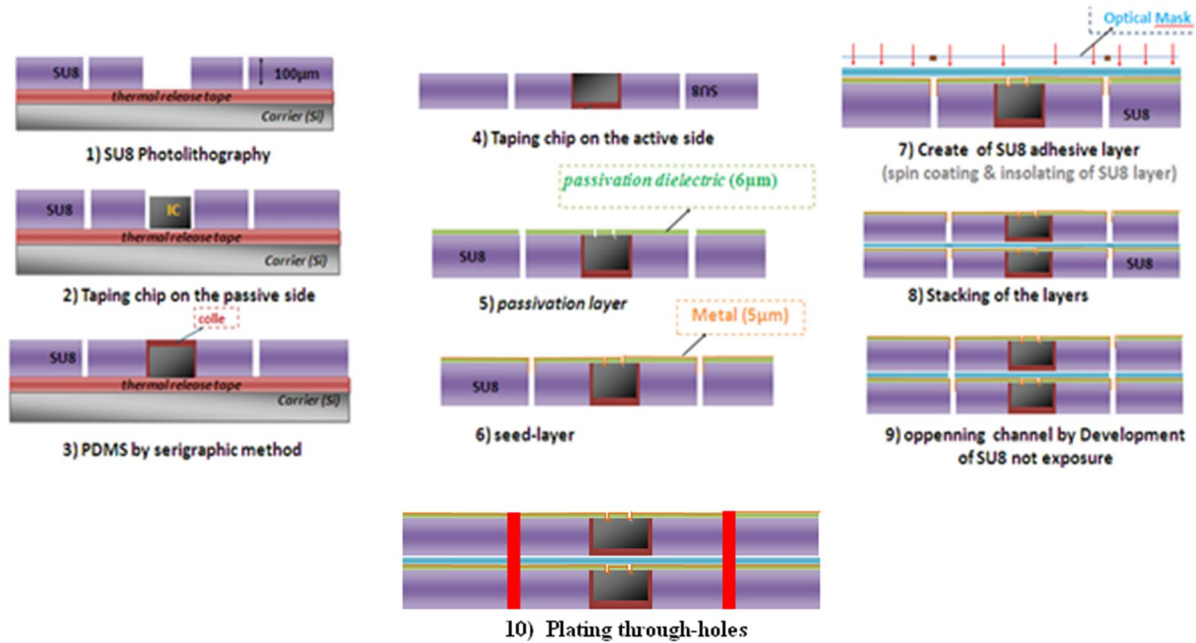 SU8
100µm
thermal release tape
Carrier (Si)
1) SU8 Photolithography
SU8
IC
thermal release tape
Carrier (Si)
2) Taping chip on the passive side
colle
SU8
thermal release tape
Carrier (Si)
3) PDMS by serigraphic method
SU8
4) Taping chip on the active side
passivation dielectric (6µm)
SU8
5) passivation layer
Metal (5µm)
SU8
6) seed-layer
Optical Mask
SU8
7) Create of SU8 adhesive layer
(spin coating & insolating of SU8 layer)
SU8
8) Stacking of the layers
9) oppenning channel by Development
of SU8 not exposure
10) Plating through-holes